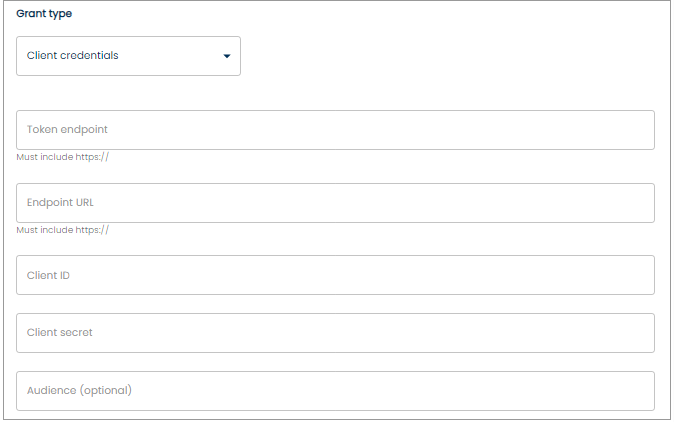 Grant type
Client credentials
Token endpoint
Must include https://
Endpoint URL
Must include https://
Client ID
Client secret
Audience (optional)